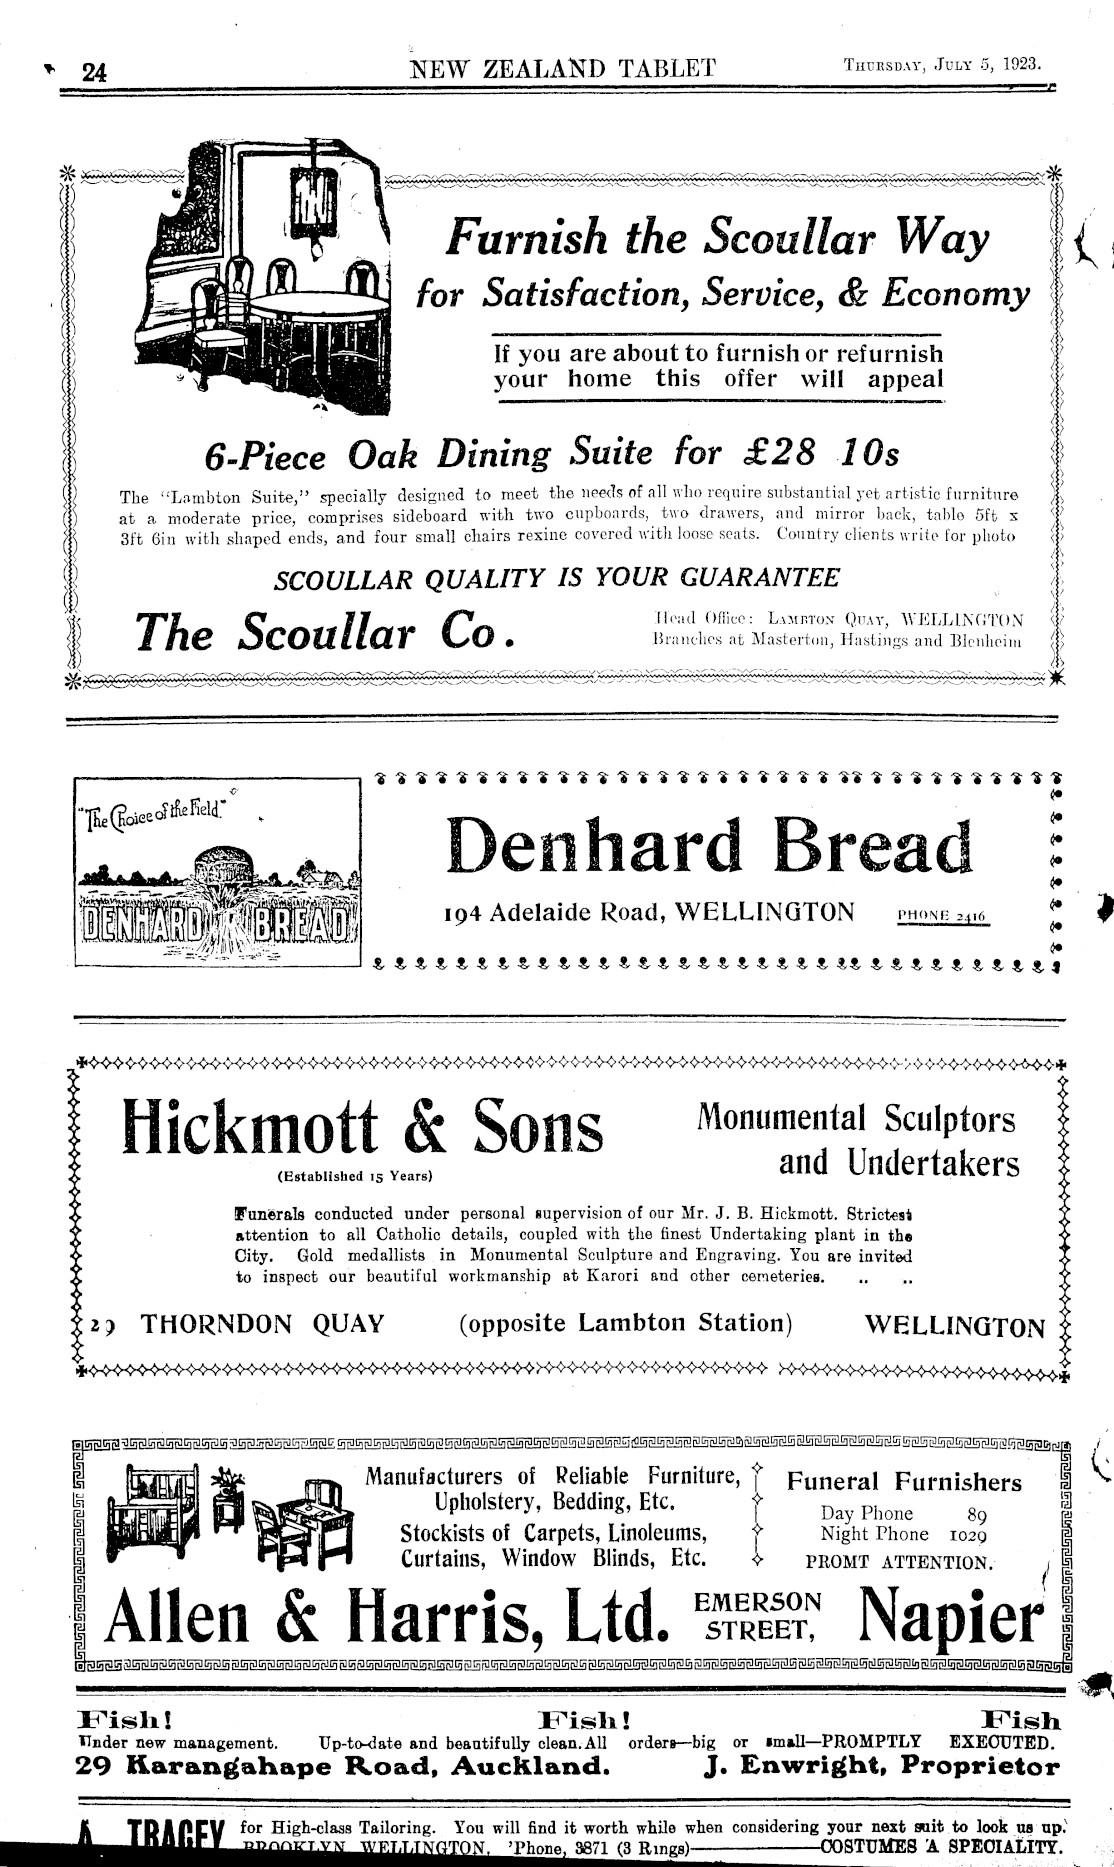 24
NEW ZEALAND TABLET
THURSDAY, JULY 5, 1923.
Furnish the Scoullar Way
for Satisfaction, Service, & Economy
If you are about to furnish or refurnish
your home this offer will appeal
6-Piece Oak Dining Suite for £28 10s
The "Lambton Suite," specially designed to meet the needs of all who require substantial yet artistic furniture
at a moderate price, comprises sideboard with two cupboards, two drawers, and mirror back, table 5ft x
3ft 6in with shaped ends, and four small chairs rexine covered with loose seats. Country clients write for photo
SCOULLAR QUALITY IS YOUR GUARANTEE
The Scoullar Co.
Head Office: LAMBTON QUAY, WELLINGTON
Branches at Masterton, Hastings and Blenheim
"The Choice of the Field."
DENHARD BREAD
Denhard Bread
194 Adelaide Road, WELLINGTON PHONE 2416
Hickmott & Sons
(Established 15 Years)
Monumental Sculptors
and Undertakers
Funerals conducted under personal supervision of our Mr. J. B. Hickmott. Strictest
attention to all Catholic details, coupled with the finest Undertaking plant in the
City. Gold medallists in Monumental Sculpture and Engraving. You are invited
to inspect our beautiful workmanship at Karori and other cemeteries. .. ..
29 THORNDON QUAY (opposite Lambton Station) WELLINGTON
Manufacturers of Reliable Furniture,
Upholstery, Bedding, Etc.
Stockists of Carpets, Linoleums,
Curtains, Window Blinds, Etc.
Funeral Furnishers
Day Phone 89
Night Phone 1029
PROMT ATTENTION.
Allen & Harris, Ltd. EMERSON STREET, Napier
Fish! Fish! Fish
Under new management. Up-to-date and beautifully clean. All orders—big or small—PROMPTLY EXECUTED.
29 Karangahape Road, Auckland. J. Enwright, Proprietor
A TRACEY for High-class Tailoring. You will find it worth while when considering your next suit to look us up.
BROOKLYN, WELLINGTON, 'Phone, 3871 (3 Rings)—COSTUMES A SPECIALITY.